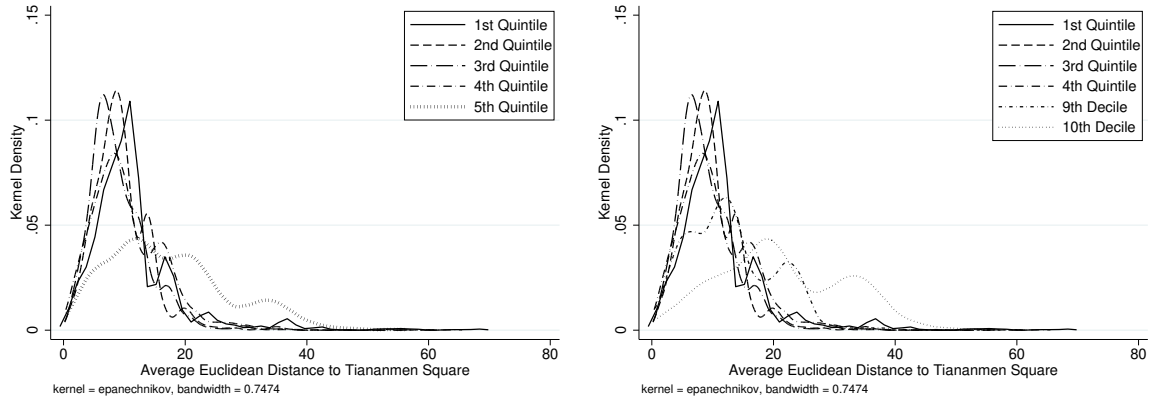 .15
.1
.05
0
Kernel Density
1st Quintile
2nd Quintile
3rd Quintile
4th Quintile
5th Quintile
0 20 40 60 80
Average Euclidean Distance to Tiananmen Square
kernel = epanechnikov, bandwidth = 0.7474
.15
.1
.05
0
Kernel Density
1st Quintile
2nd Quintile
3rd Quintile
4th Quintile
9th Decile
10th Decile
0 20 40 60 80
Average Euclidean Distance to Tiananmen Square
kernel = epanechnikov, bandwidth = 0.7474